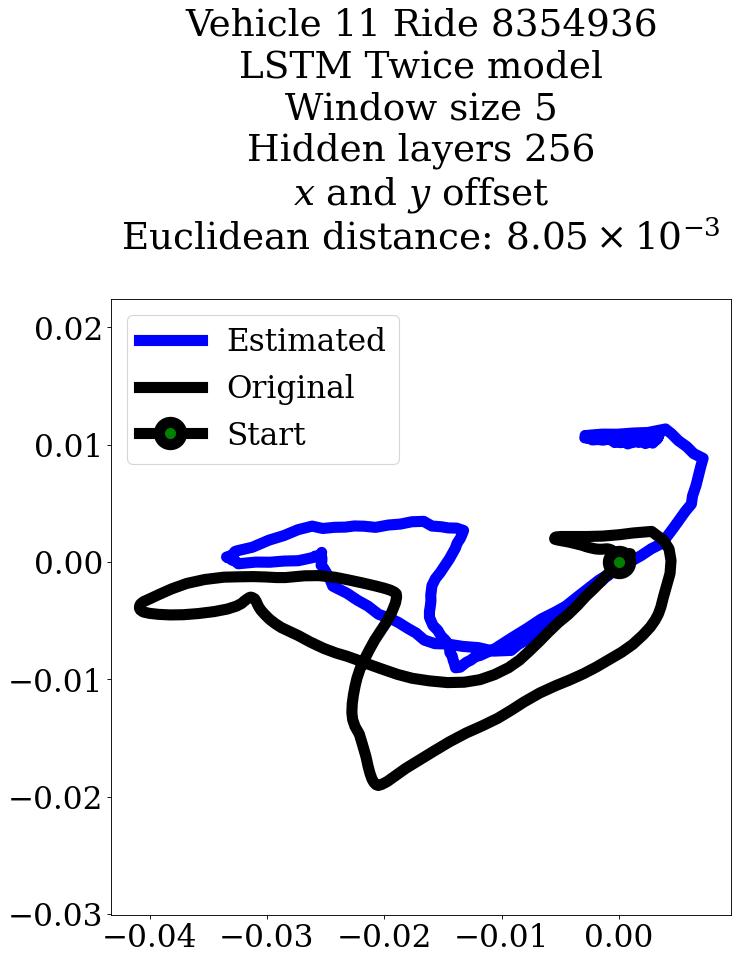 Vehicle 11 Ride 8354936
LSTM Twice model
Window size 5
Hidden layers 256
x and y offset
Euclidean distance: 8.05 × 10⁻³
Estimated
Original
Start
0.02
0.01
0.00
−0.01
−0.02
−0.03
−0.04 −0.03 −0.02 −0.01 0.00